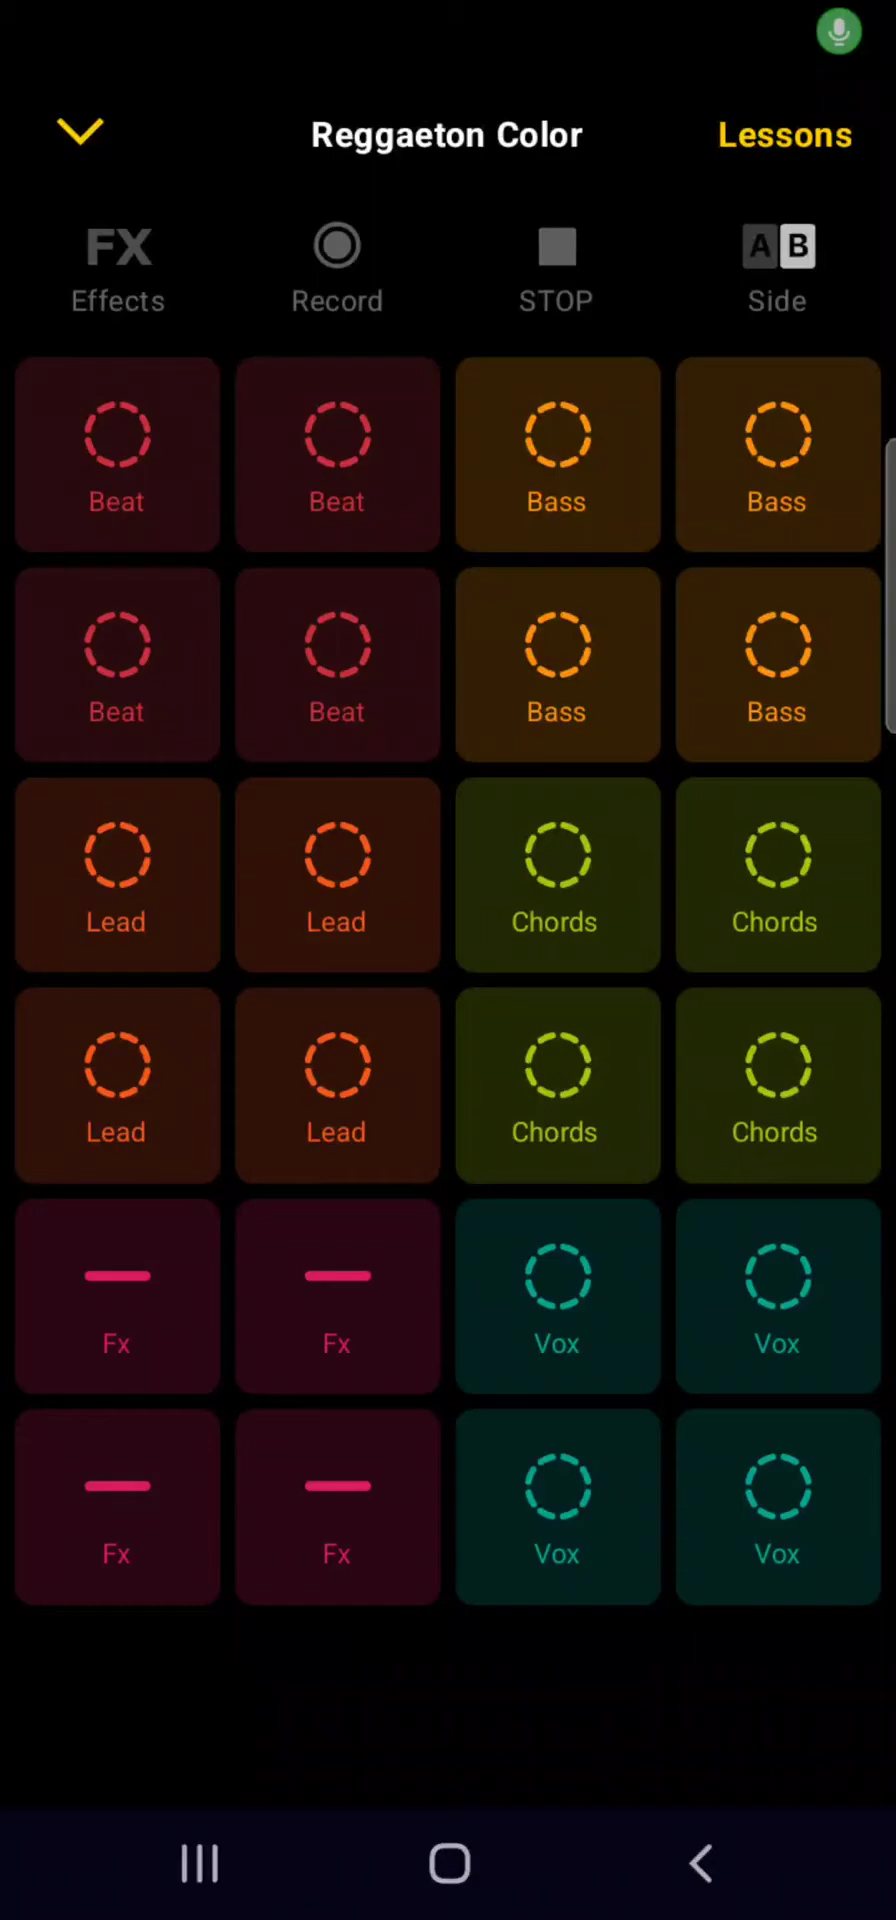 Reggaeton Color Lessons
FX A B
Effects Record STOP Side
Beat Beat Bass Bass
Beat Beat Bass Bass
Lead Lead Chords Chords
Lead Lead Chords Chords
Fx Fx Vox Vox
Fx Fx Vox Vox